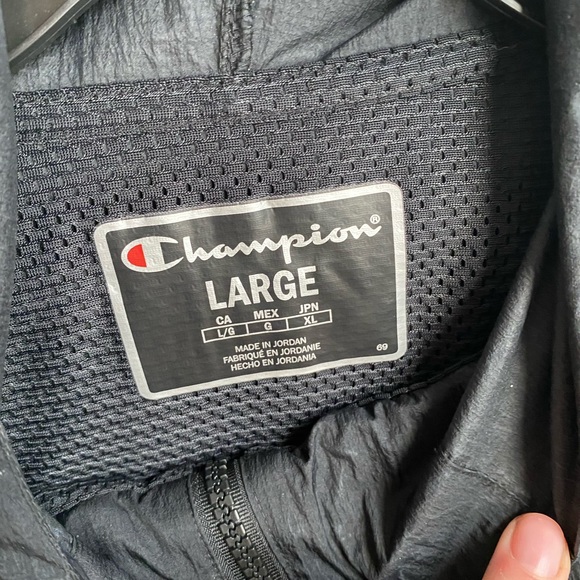 Champion®
LARGE
CA MEX JPN
L/G G XL
MADE IN JORDAN
FABRIQUÉ EN JORDANIE
HECHO EN JORDANIA
69